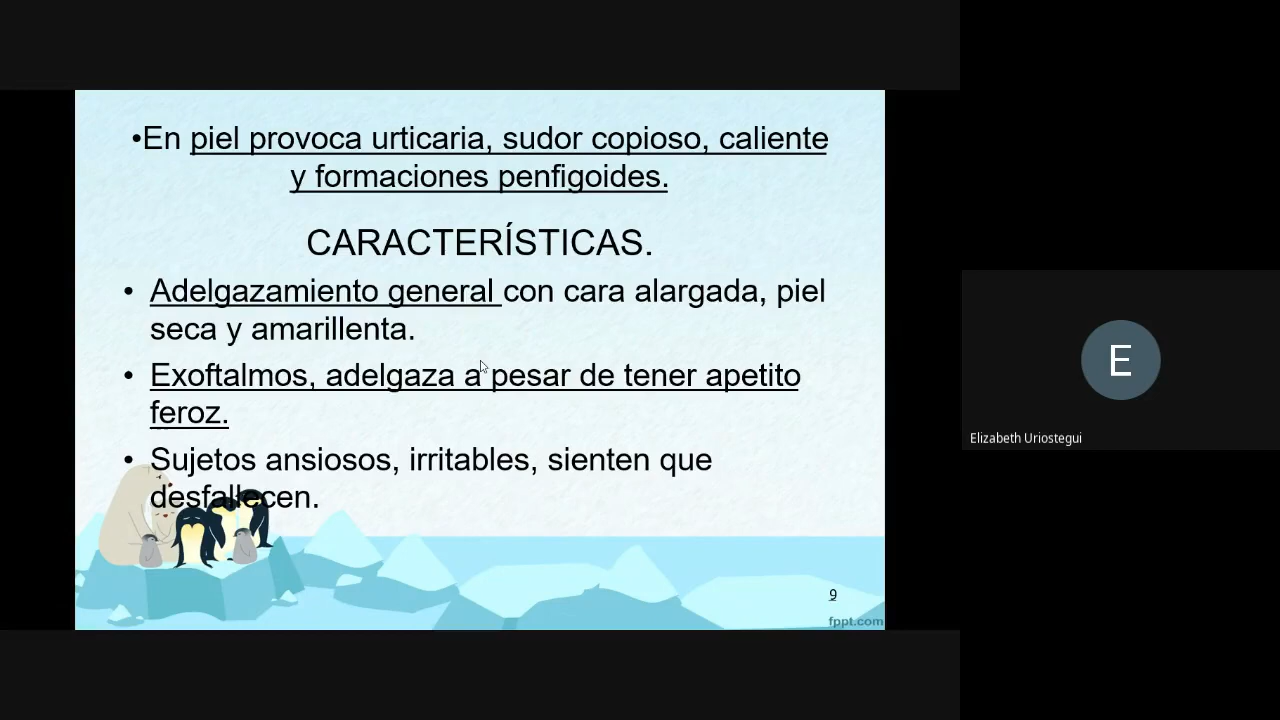 •En piel provoca urticaria, sudor copioso, caliente
y formaciones penfigoides.
CARACTERÍSTICAS.
• Adelgazamiento general con cara alargada, piel
seca y amarillenta.
• Exoftalmos, adelgaza a pesar de tener apetito
feroz.
• Sujetos ansiosos, irritables, sienten que
desfallecen.
9
fppt.com
E
Elizabeth Uriostegui